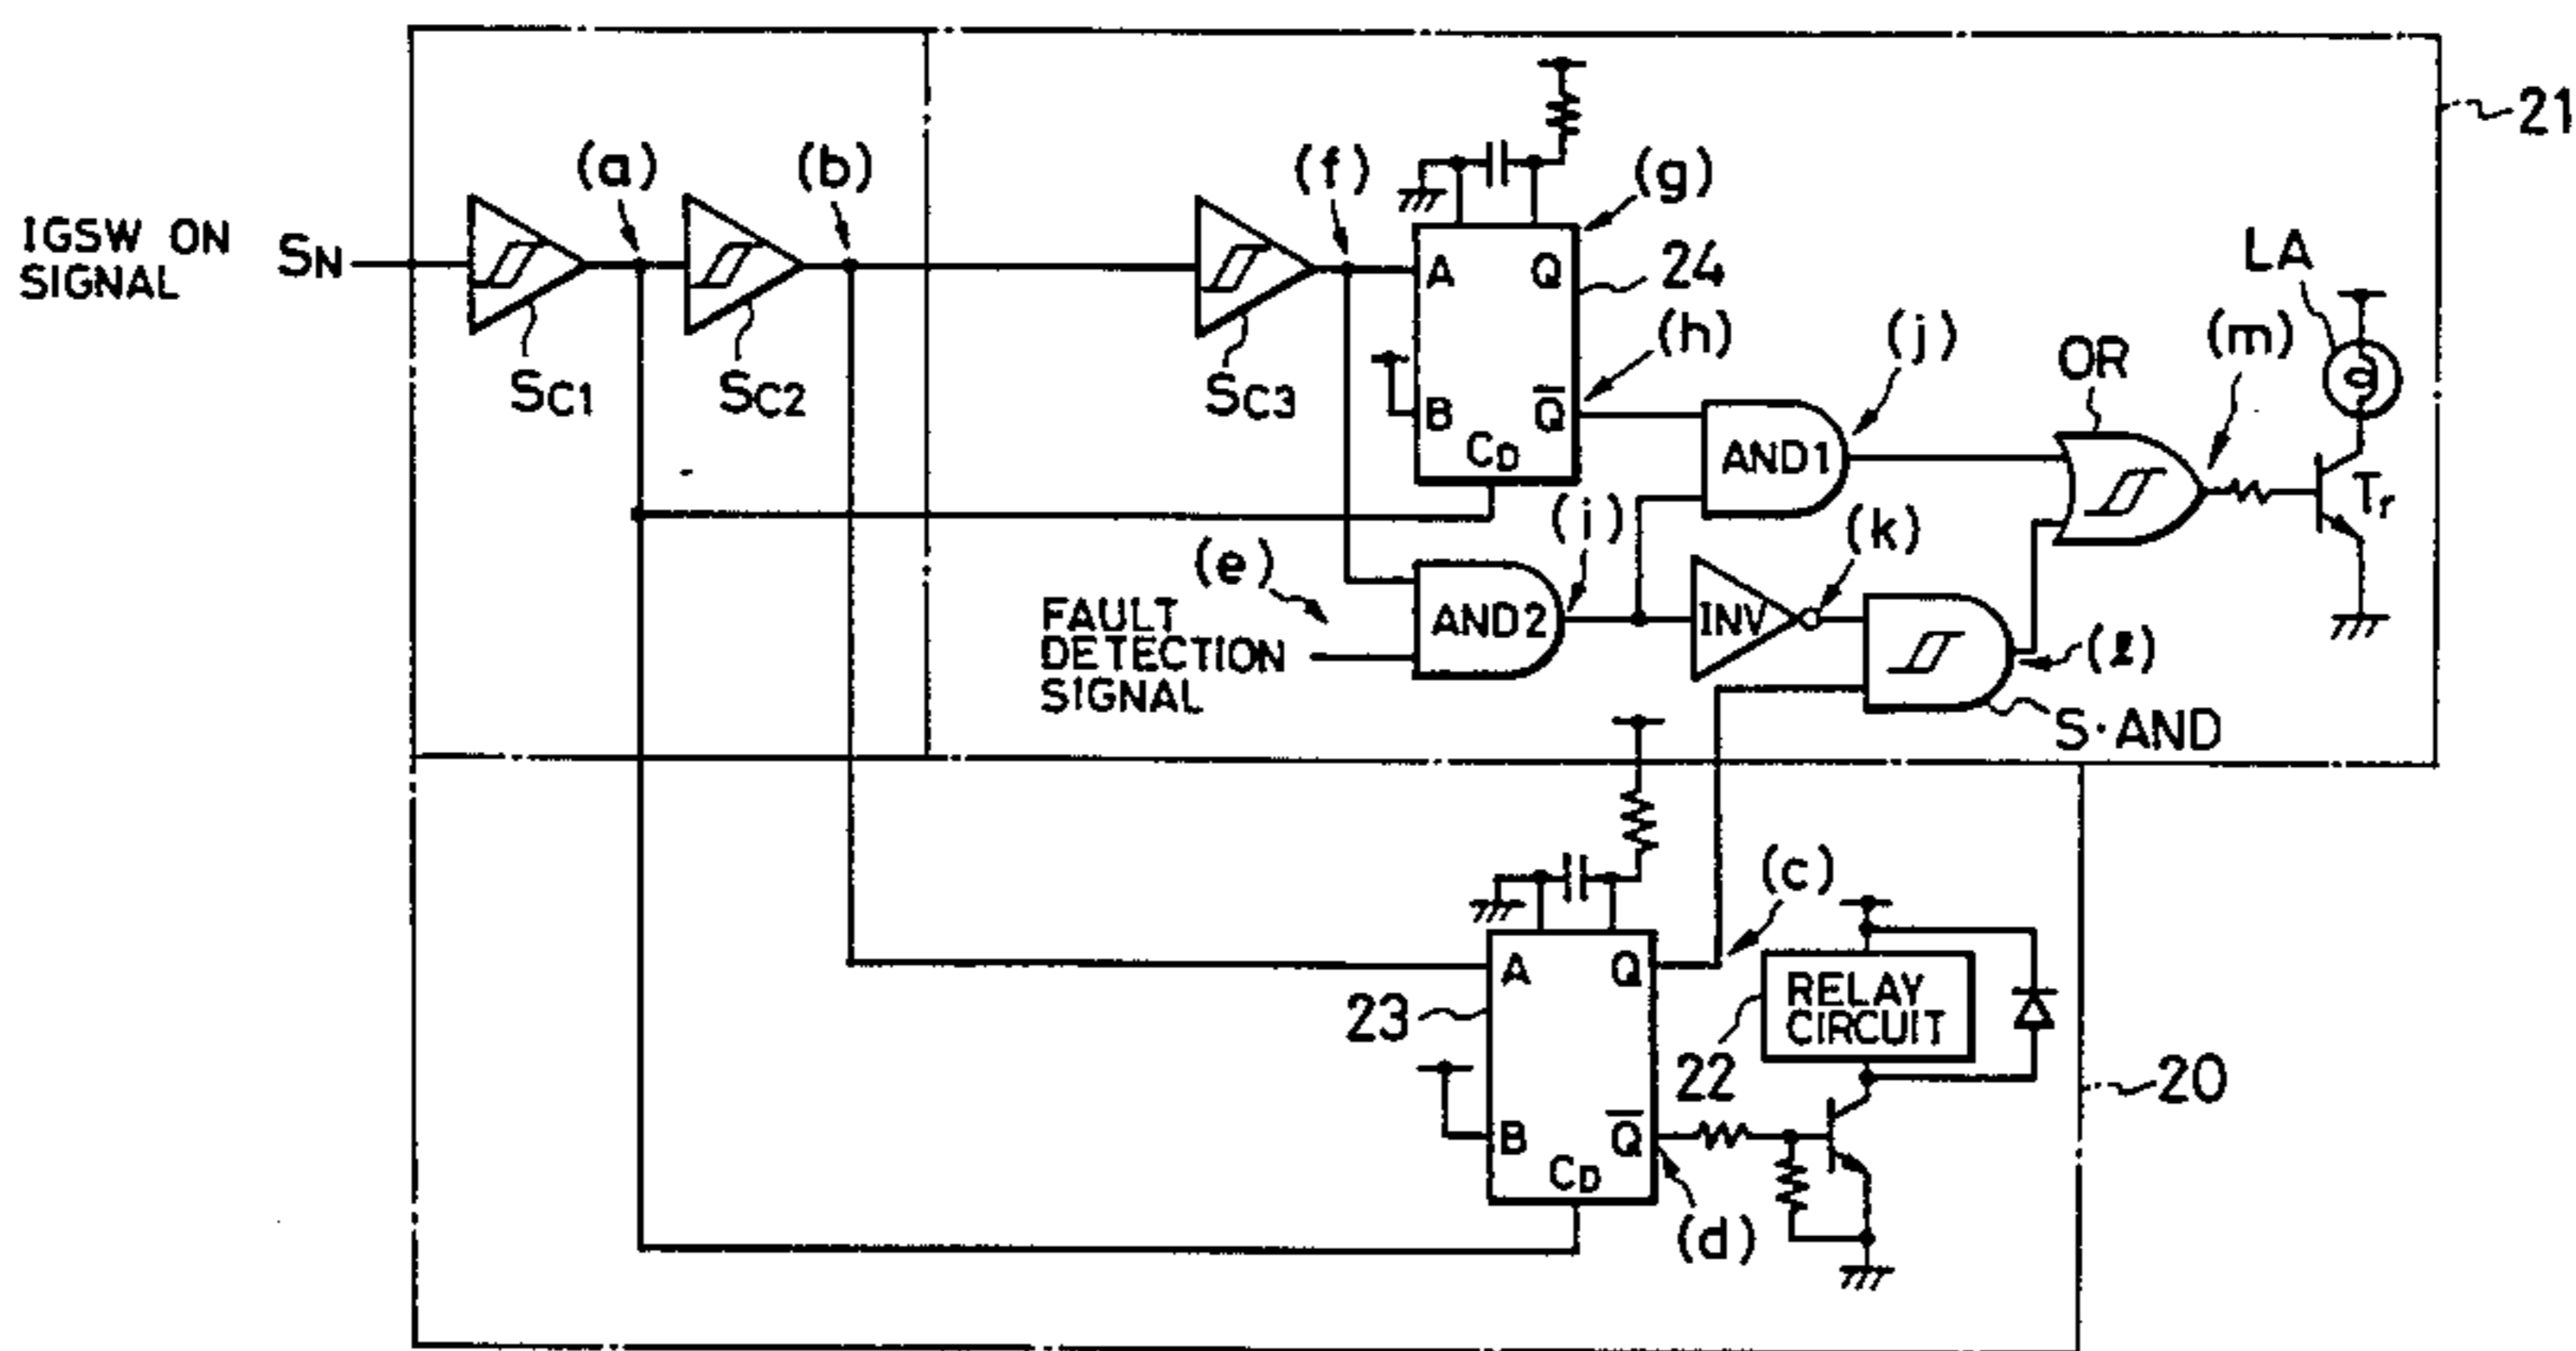 21
(a)
(b)
(f)
(g)
IGSW ON
SIGNAL
SN
A
Q
24
LA
(h)
(j)
OR
(m)
SC1
SC2
SC3
B
Q̅
CD
AND1
Tr
(e)
(i)
(k)
FAULT
DETECTION
SIGNAL
AND2
INV
(ℓ)
S·AND
(c)
A
Q
23
RELAY
CIRCUIT
22
20
B
Q̅
CD
(d)